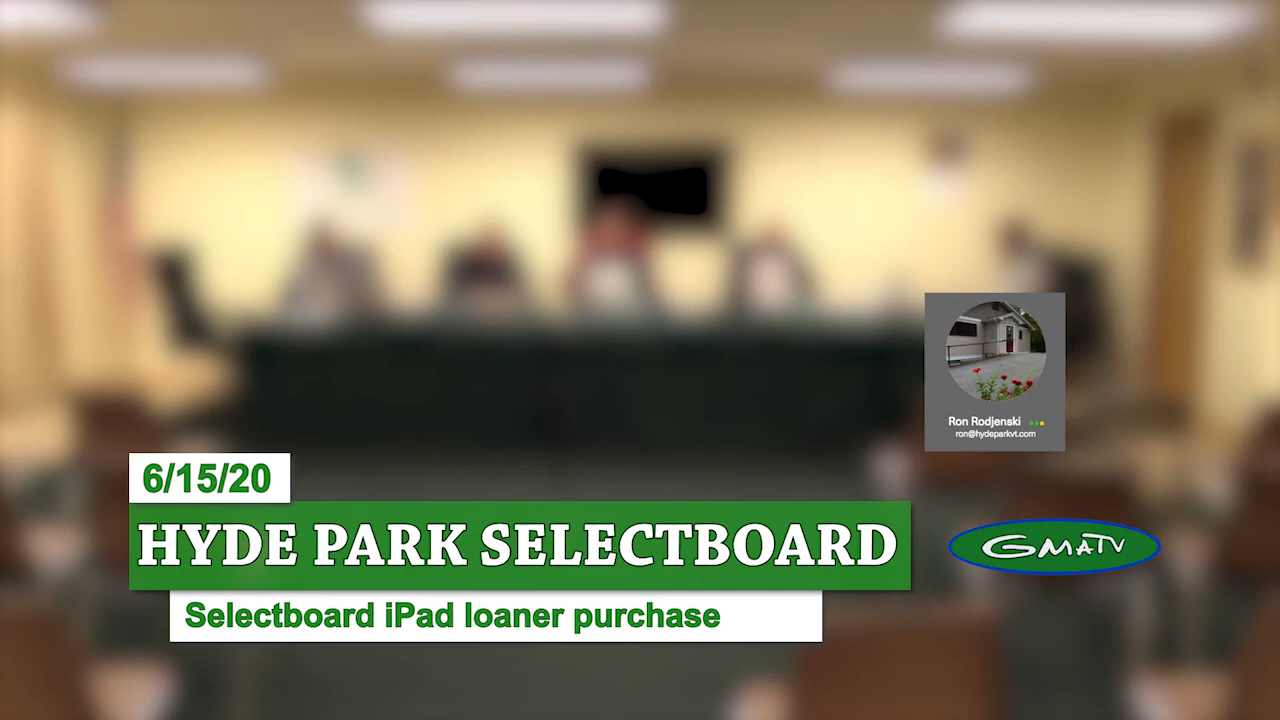 Ron Rodjenski
ron@hydeparkvt.com
6/15/20
HYDE PARK SELECTBOARD
GMATV
Selectboard iPad loaner purchase